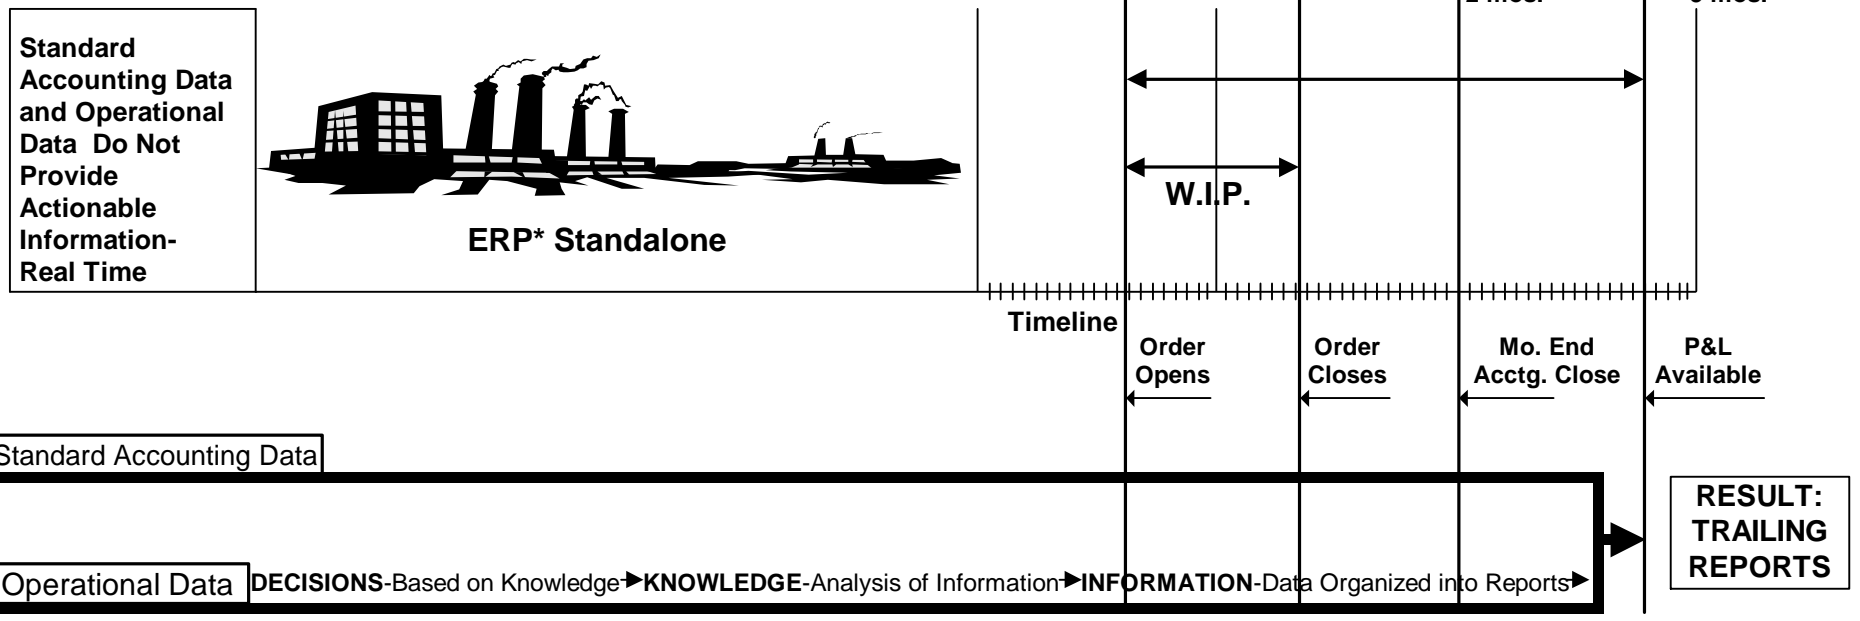 Standard
Accounting Data
and Operational
Data Do Not
Provide
Actionable
Information-
Real Time
ERP* Standalone
W.I.P.
Timeline
Order
Opens
Order
Closes
Mo. End
Acctg. Close
P&L
Available
Standard Accounting Data
RESULT:
TRAILING
REPORTS
Operational Data
DECISIONS-Based on Knowledge
KNOWLEDGE-Analysis of Information
INFORMATION-Data Organized into Reports